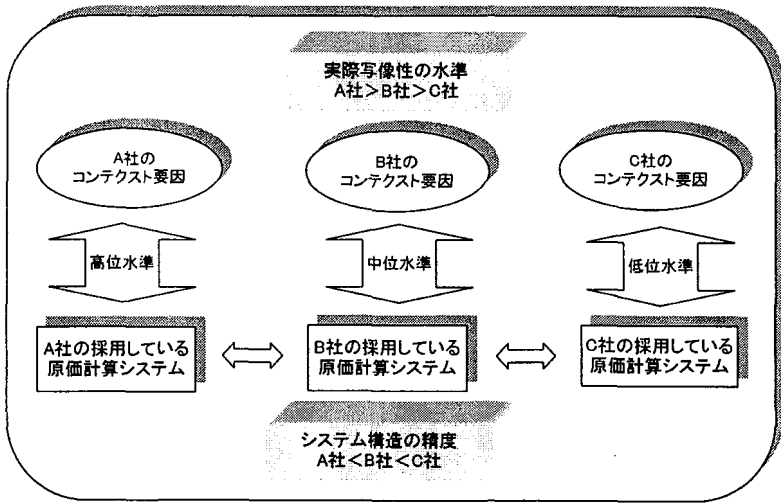 実際写像性の水準
A社＞B社＞C社
A社の
コンテクスト要因
B社の
コンテクスト要因
C社の
コンテクスト要因
高位水準
中位水準
低位水準
A社の採用している
原価計算システム
B社の採用している
原価計算システム
C社の採用している
原価計算システム
システム構造の精度
A社＜B社＜C社